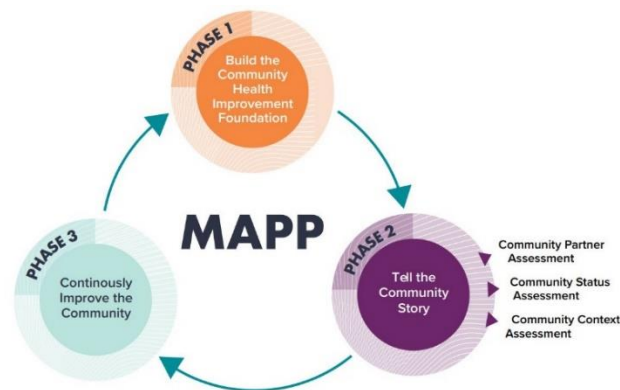 PHASE 1
Build the
Community
Health
Improvement
Foundation
MAPP
PHASE 2
Tell the
Community
Story
Community Partner
Assessment
Community Status
Assessment
Community Context
Assessment
PHASE 3
Continously
Improve the
Community